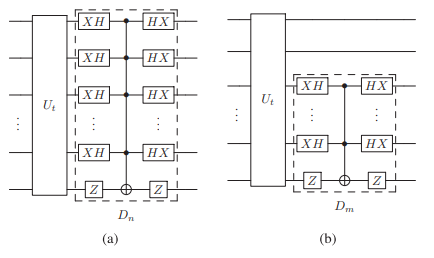 XH HX
XH HX
XH HX
U_t
⋮ ⋮ ⋮
XH HX
Z Z
D_n
(a)
XH HX
U_t
⋮ ⋮ ⋮
XH HX
Z Z
D_m
(b)